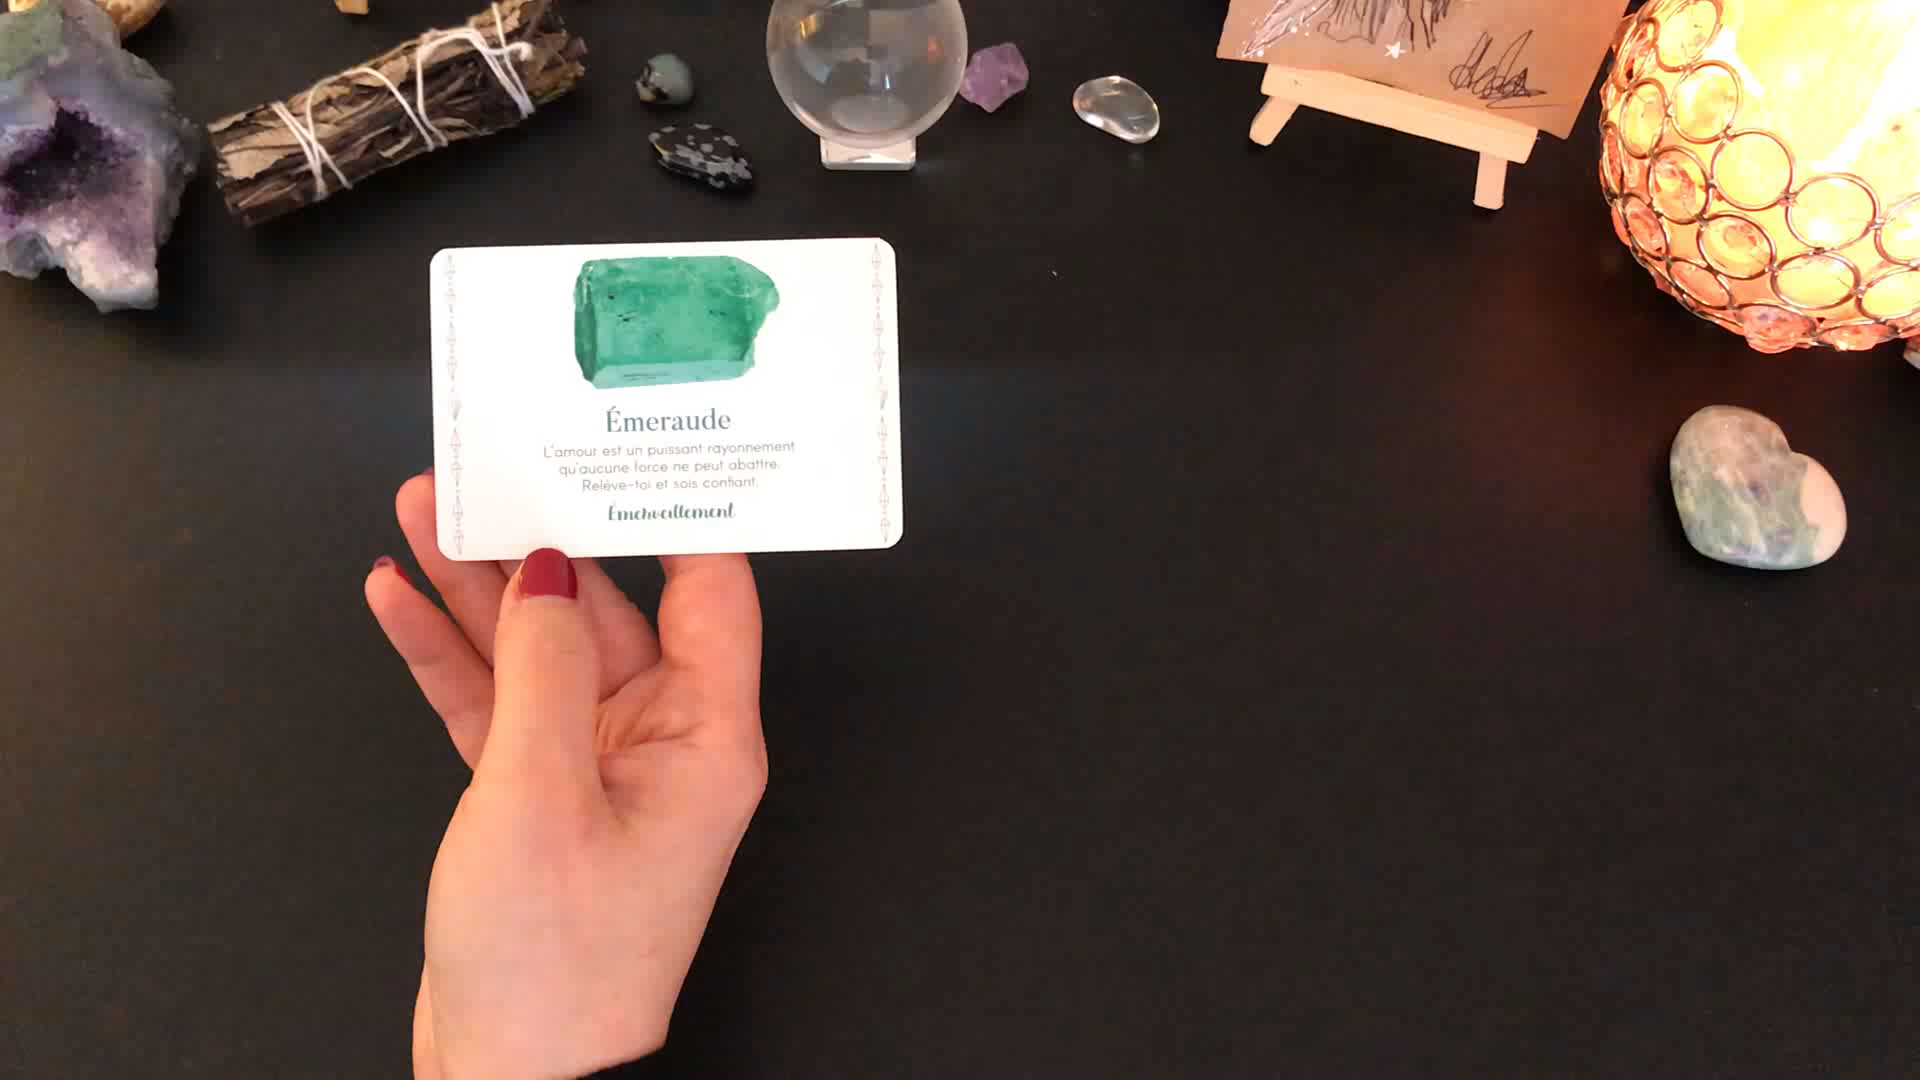 Émeraude
L'amour est un puissant rayonnement
qu'aucune force ne peut abattre.
Relève-toi et sois confiant.
Émerveillement